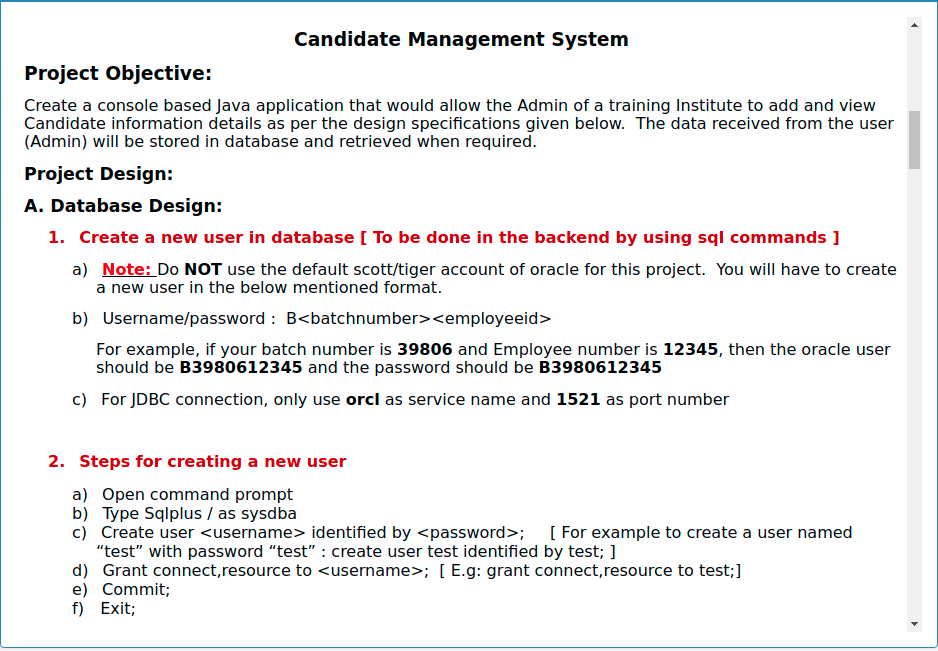 Candidate Management System
Project Objective:
Create a console based Java application that would allow the Admin of a training Institute to add and view
Candidate information details as per the design specifications given below.  The data received from the user
(Admin) will be stored in database and retrieved when required.
Project Design:
A. Database Design:
1. Create a new user in database [ To be done in the backend by using sql commands ]
a) Note: Do NOT use the default scott/tiger account of oracle for this project.  You will have to create
a new user in the below mentioned format.
b) Username/password :  B<batchnumber><employeeid>
For example, if your batch number is 39806 and Employee number is 12345, then the oracle user
should be B3980612345 and the password should be B3980612345
c) For JDBC connection, only use orcl as service name and 1521 as port number
2. Steps for creating a new user
a) Open command prompt
b) Type Sqlplus / as sysdba
c) Create user <username> identified by <password>;    [ For example to create a user named
“test” with password “test” : create user test identified by test; ]
d) Grant connect,resource to <username>;  [ E.g: grant connect,resource to test;]
e) Commit;
f) Exit;